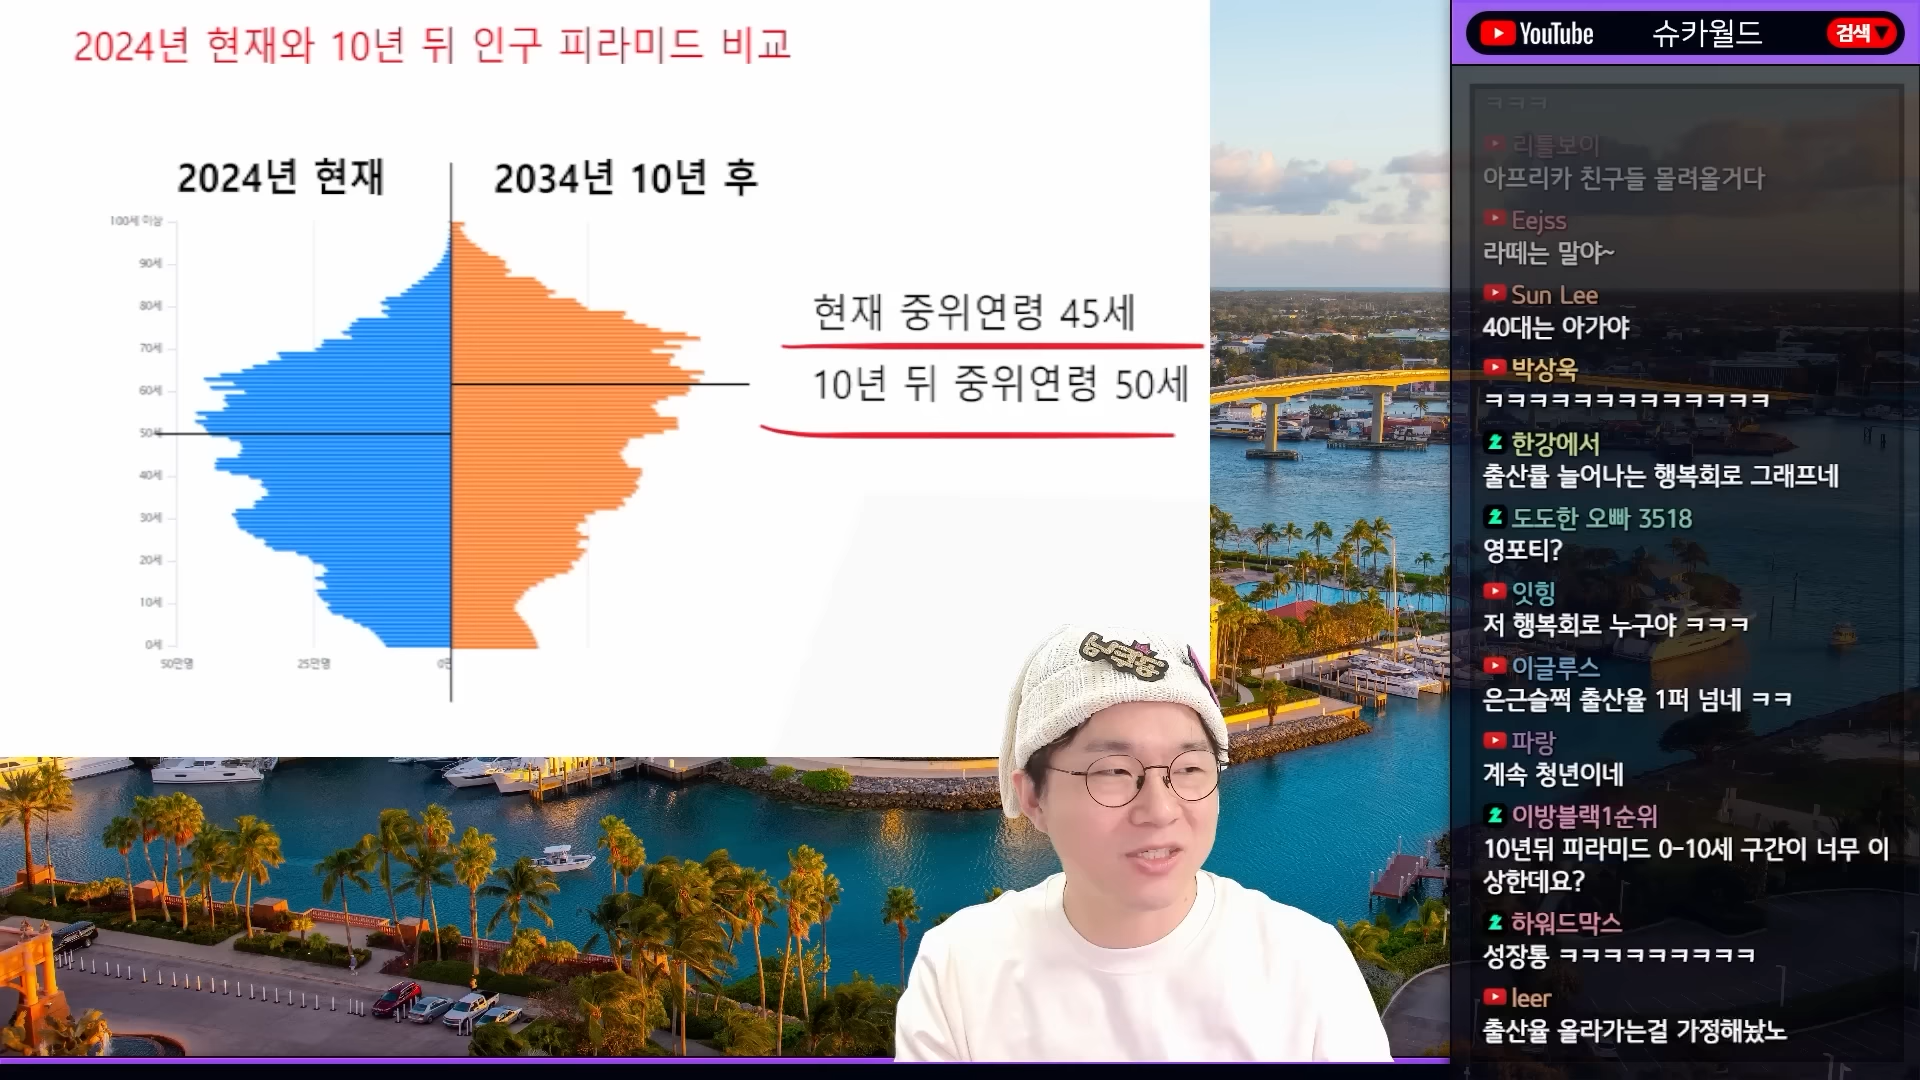 2024년 현재와 10년 뒤 인구 피라미드 비교
2024년 현재
2034년 10년 후
100세 이상
90세
80세
70세
60세
50세
40세
30세
20세
10세
0세
50만명
25만명
현재 중위연령 45세
10년 뒤 중위연령 50세
YouTube
슈카월드
검색
ㅋㅋㅋ
리틀보이
아프리카 친구들 몰려올거다
Eejss
라떼는 말야~
Sun Lee
40대는 아가야
박상욱
ㅋㅋㅋㅋㅋㅋㅋㅋㅋㅋㅋㅋㅋ
한강에서
출산률 늘어나는 행복회로 그래프네
도도한 오빠 3518
영포티?
잇힝
저 행복회로 누구야 ㅋㅋㅋ
이글루스
은근슬쩍 출산율 1퍼 넘네 ㅋㅋ
파랑
계속 청년이네
이방블랙1순위
10년뒤 피라미드 0-10세 구간이 너무 이
상한데요?
하워드막스
성장통 ㅋㅋㅋㅋㅋㅋㅋㅋㅋ
leer
출산율 올라가는걸 가정해놨노